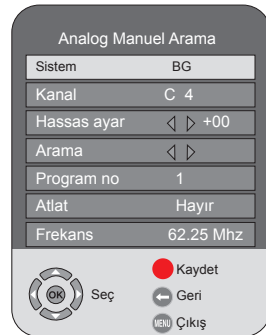 Analog Manuel Arama
Sistem BG
Kanal C 4
Hassas ayar +00
Arama
Program no 1
Atlat Hayır
Frekans 62.25 Mhz
Kaydet
OK Seç Geri
MENU Çıkış